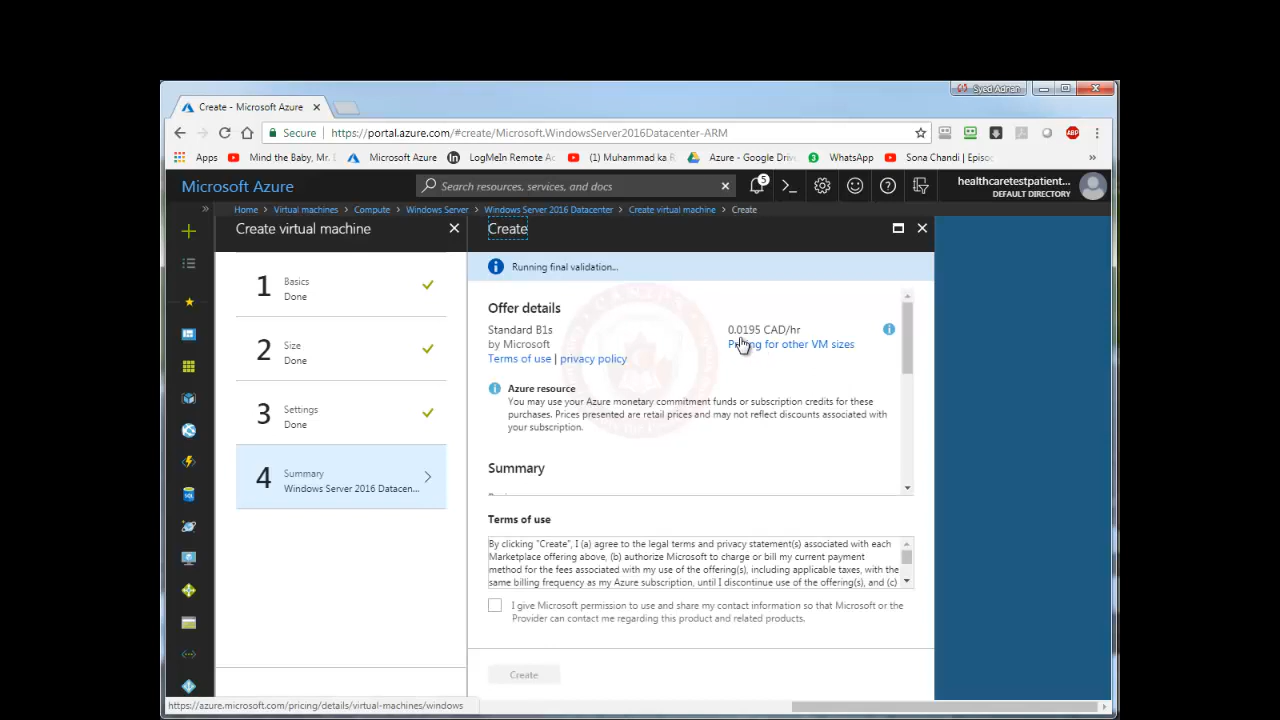 Syed Adnan
Create - Microsoft Azure
Secure
https://portal.azure.com/#create/Microsoft.WindowsServer2016Datacenter-ARM
ABP
Apps
Mind the Baby, Mr.
Microsoft Azure
LogMeIn Remote Ac
(1) Muhammad ka R
Azure - Google Driv
WhatsApp
Sona Chandi | Episo
»
Microsoft Azure
Search resources, services, and docs
5
healthcaretestpatient...
DEFAULT DIRECTORY
Home > Virtual machines > Compute > Windows Server > Windows Server 2016 Datacenter > Create virtual machine > Create
Create virtual machine
Create
1
Basics
Done
2
Size
Done
3
Settings
Done
4
Summary
Windows Server 2016 Datacen...
Running final validation...
Offer details
Standard B1s
0.0195 CAD/hr
by Microsoft
Pricing for other VM sizes
Terms of use | privacy policy
Azure resource
You may use your Azure monetary commitment funds or subscription credits for these
purchases. Prices presented are retail prices and may not reflect discounts associated with
your subscription.
Summary
Terms of use
By clicking "Create", I (a) agree to the legal terms and privacy statement(s) associated with each
Marketplace offering above, (b) authorize Microsoft to charge or bill my current payment
method for the fees associated with my use of the offering(s), including applicable taxes, with the
same billing frequency as my Azure subscription, until I discontinue use of the offering(s), and (c)
I give Microsoft permission to use and share my contact information so that Microsoft or the
Provider can contact me regarding this product and related products.
Create
https://azure.microsoft.com/pricing/details/virtual-machines/windows